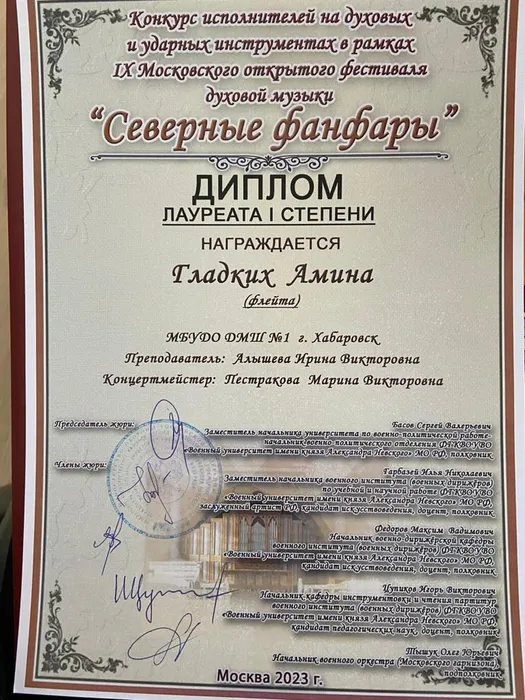 Конкурс исполнителей на духовых
и ударных инструментах в рамках
IX Московского открытого фестиваля
духовой музыки
"Северные фанфары"
ДИПЛОМ
ЛАУРЕАТА I СТЕПЕНИ
НАГРАЖДАЕТСЯ
Гладких Амина
(флейта)
МБУДО ДМШ №1 г. Хабаровск
Преподаватель: Алышева Ирина Викторовна
Концертмейстер: Пестракова Марина Викторовна
Председатель жюри:
Басов Сергей Валерьевич
Заместитель начальника университета по военно-политической работе-
начальник военно-политического отделения ФГКВОУВО
«Военный университет имени князя Александра Невского» МО РФ, полковник
Члены жюри:
Гарбазей Илья Николаевич
Заместитель начальника военного института (военных дирижёров)
по учебной и научной работе ФГКВОУВО
«Военный университет имени князя Александра Невского» МО РФ,
заслуженный артист РФ, кандидат искусствоведения, доцент, полковник
Федоров Максим Вадимович
Начальник военно-дирижёрской кафедры
военного института (военных дирижёров) ФГКВОУВО
«Военный университет имени князя Александра Невского» МО РФ,
кандидат искусствоведения, доцент, полковник
Цупиков Игорь Викторович
Начальник кафедры инструментовки и чтения партитур
военного института (военных дирижёров) ФГКВОУВО
«Военный университет имени князя Александра Невского» МО РФ,
кандидат педагогических наук, доцент, полковник
Тышук Олег Юрьевич
Начальник военного оркестра (Московского гарнизона),
подполковник
Москва 2023 г.